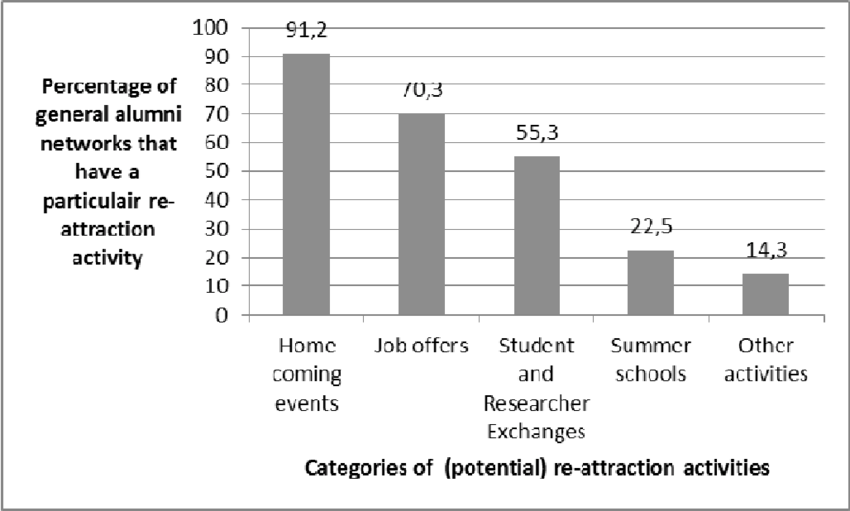 Percentage of
general alumni
networks that
have a
particulair re-
attraction
activity
100
90
80
70
60
50
40
30
20
10
0
91,2
70,3
55,3
22,5
14,3
Home
coming
events
Job offers
Student
and
Researcher
Exchanges
Summer
schools
Other
activities
Categories of (potential) re-attraction activities